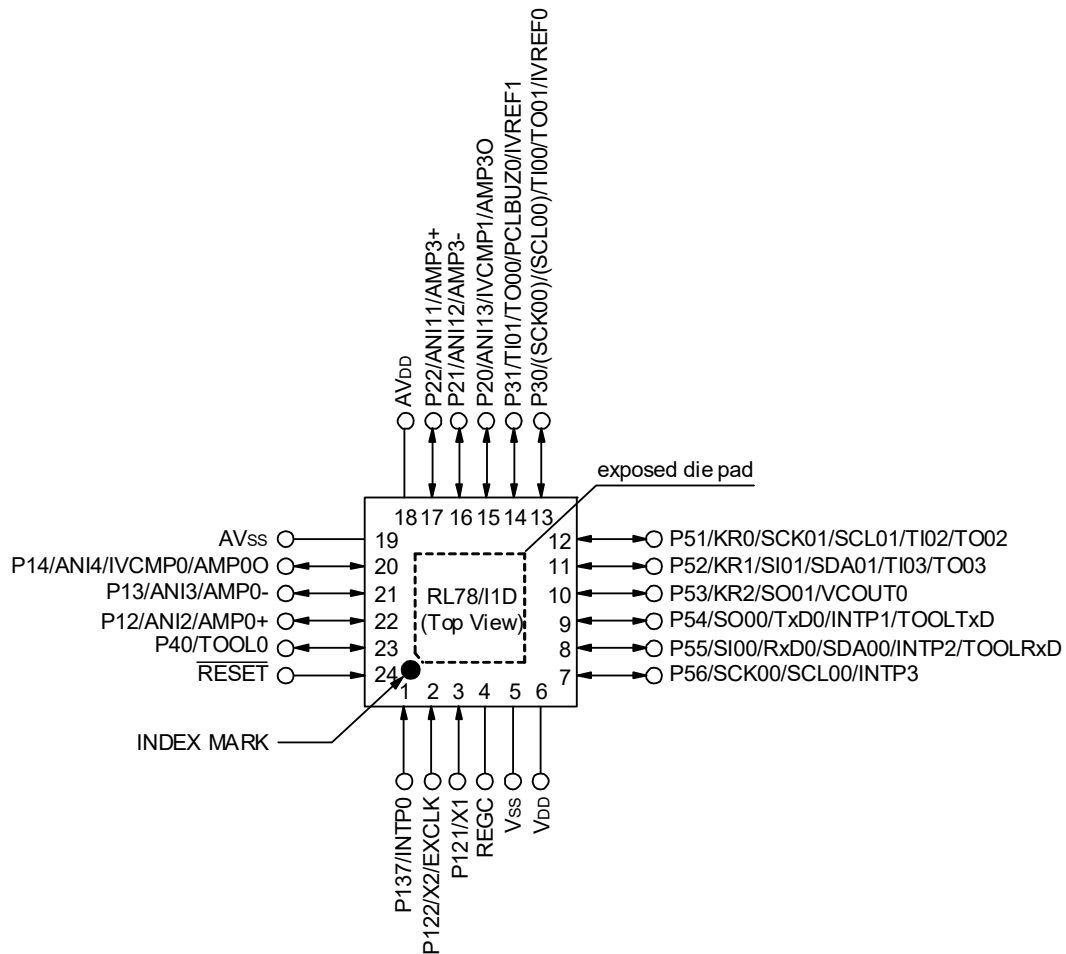 AVDD
P22/ANI11/AMP3+
P21/ANI12/AMP3-
P20/ANI13/IVCMP1/AMP3O
P31/TI01/TO00/PCLBUZ0/IVREF1
P30/(SCK00)/(SCL00)/TI00/TO01/IVREF0
exposed die pad
18 17 16 15 14 13
AVSS 19
P14/ANI4/IVCMP0/AMP0O 20
P13/ANI3/AMP0- 21
P12/ANI2/AMP0+ 22
P40/TOOL0 23
RESET 24
RL78/I1D
(Top View)
12 P51/KR0/SCK01/SCL01/TI02/TO02
11 P52/KR1/SI01/SDA01/TI03/TO03
10 P53/KR2/SO01/VCOUT0
9 P54/SO00/TxD0/INTP1/TOOLTxD
8 P55/SI00/RxD0/SDA00/INTP2/TOOLRxD
7 P56/SCK00/SCL00/INTP3
1 2 3 4 5 6
INDEX MARK
P137/INTP0
P122/X2/EXCLK
P121/X1
REGC
VSS
VDD